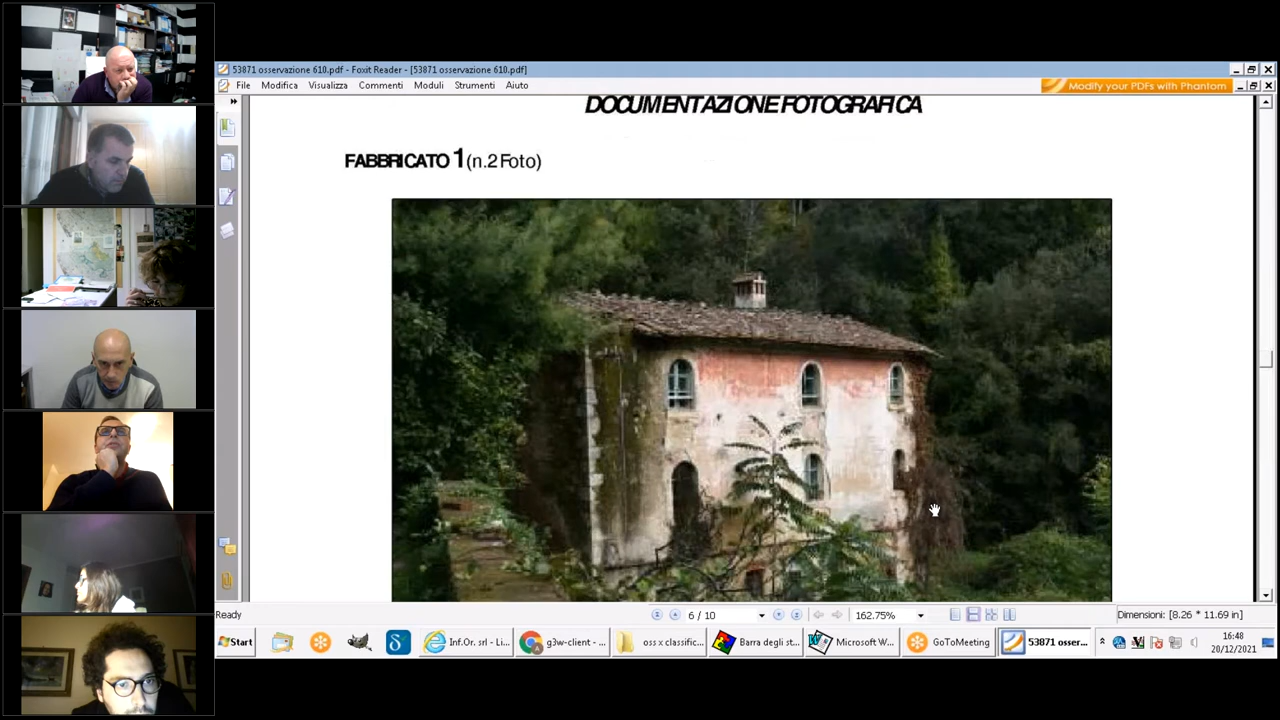 53871 osservazione 610.pdf - Foxit Reader - [53871 osservazione 610.pdf]
File Modifica Visualizza Commenti Moduli Strumenti Aiuto
Modify your PDFs with Phantom
DOCUMENTAZIONE FOTOGRAFICA
FABBRICATO 1 (n.2 Foto)
Ready
6 / 10
162.75%
Dimensioni: [8.26 * 11.69 in]
Start
Inf.Or. srl - Li...
g3w-client - ...
oss x classific...
Barra degli st...
Microsoft W...
GoToMeeting
53871 osser...
16:48
20/12/2021